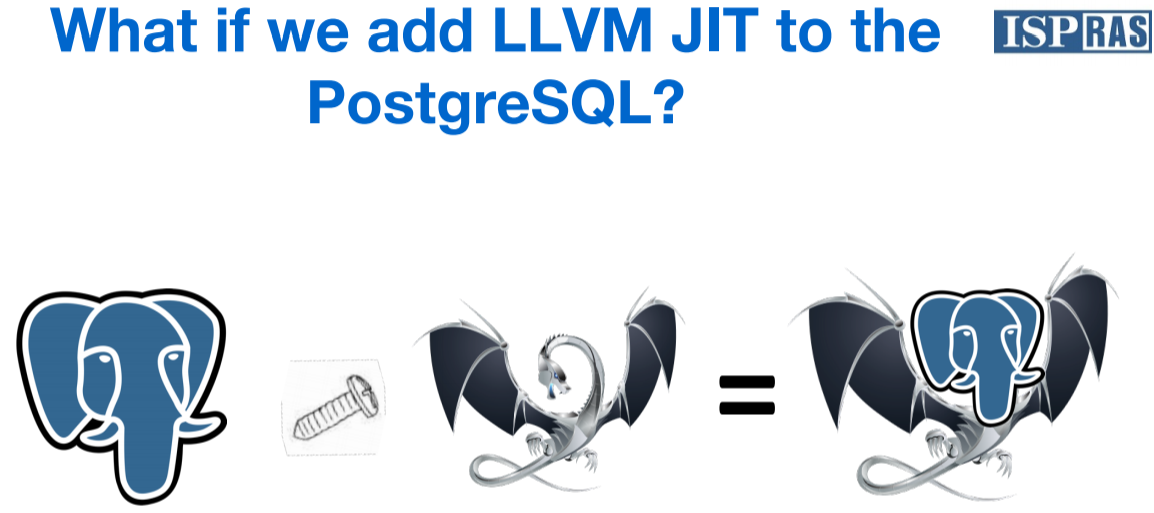 What if we add LLVM JIT to the
PostgreSQL?
ISPRAS